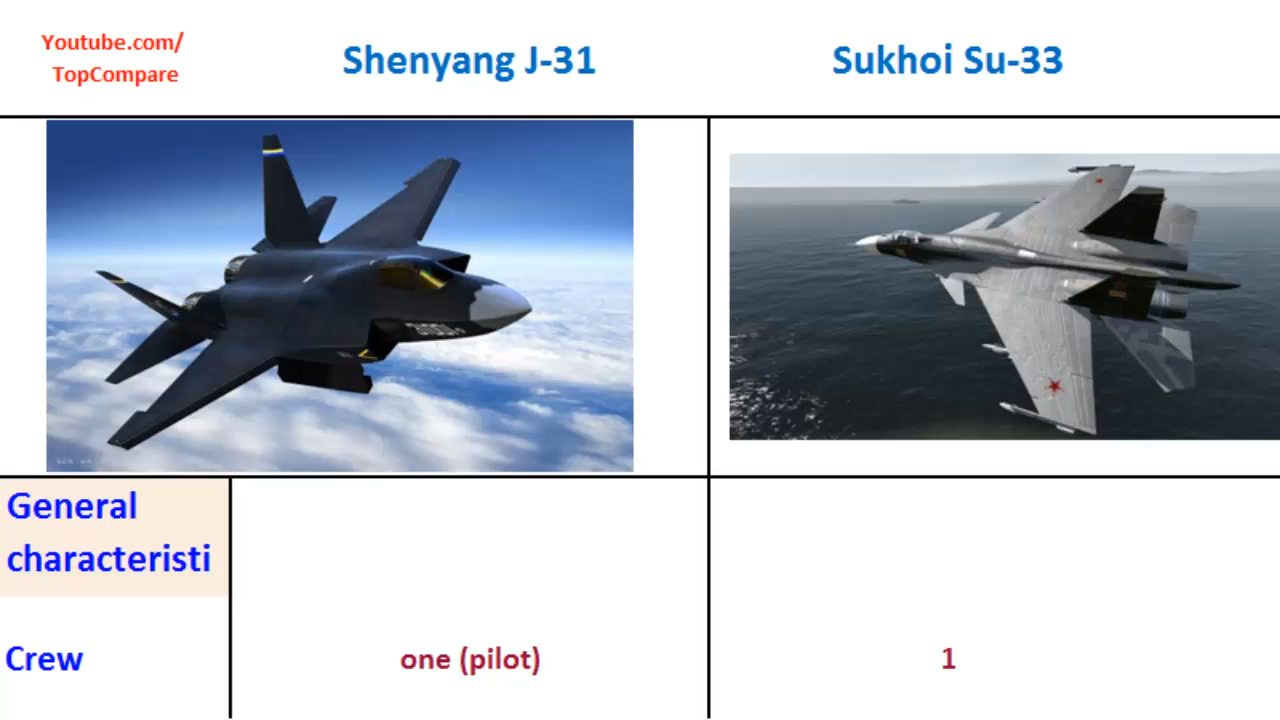 Youtube.com/
TopCompare
Shenyang J-31
Sukhoi Su-33
General
characteristi
Crew
one (pilot)
1